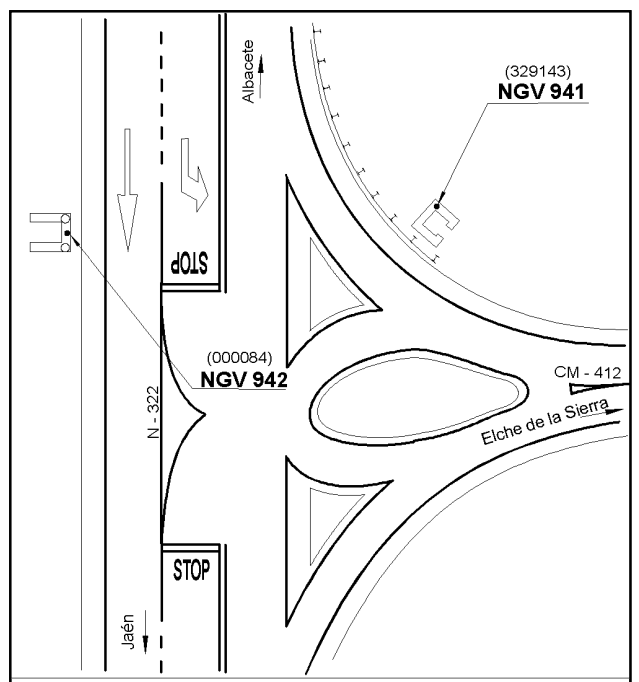 Albacete
(329143)
NGV 941
STOP
(000084)
NGV 942
N - 322
CM - 412
Elche de la Sierra
STOP
Jaén